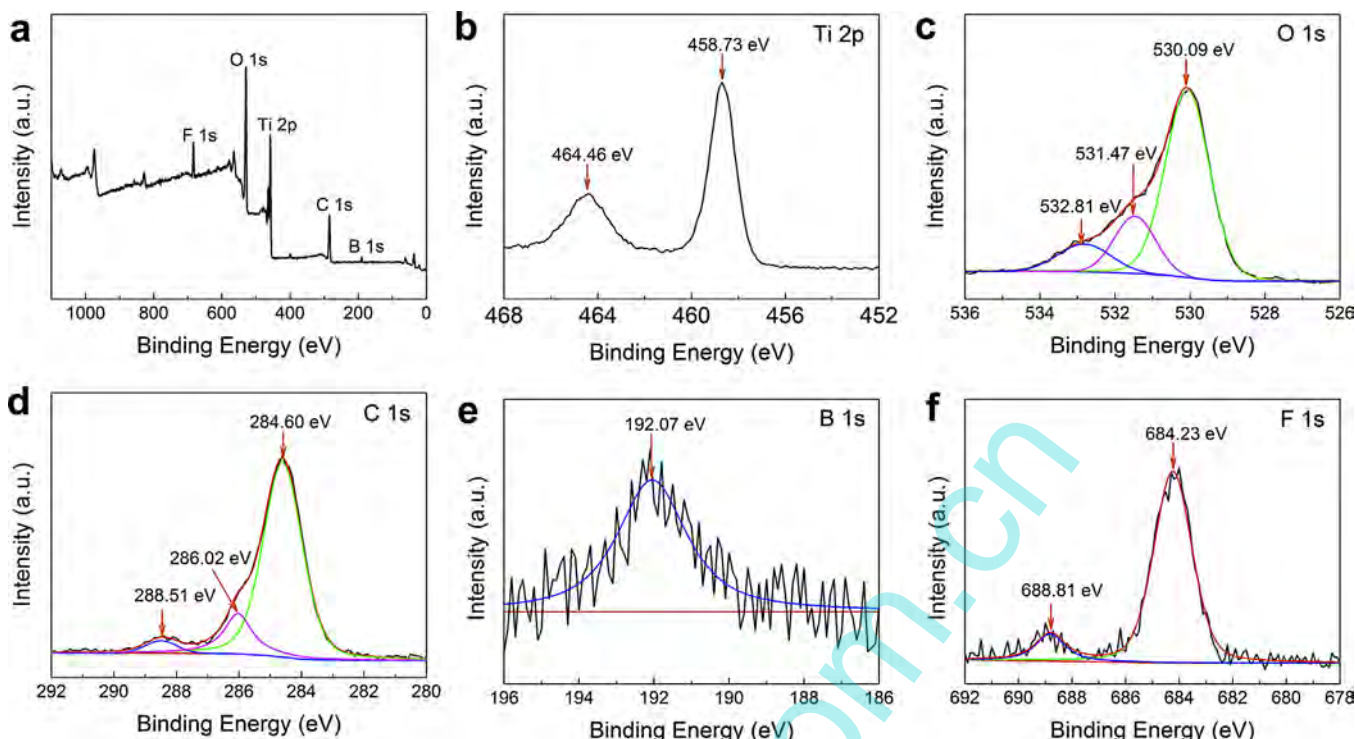 a
O 1s
F 1s
Ti 2p
C 1s
B 1s
Intensity (a.u.)
1000 800 600 400 200 0
Binding Energy (eV)
b
Ti 2p
458.73 eV
464.46 eV
Intensity (a.u.)
468 464 460 456 452
Binding Energy (eV)
c
O 1s
530.09 eV
531.47 eV
532.81 eV
Intensity (a.u.)
536 534 532 530 528 526
Binding Energy (eV)
d
C 1s
284.60 eV
286.02 eV
288.51 eV
Intensity (a.u.)
292 290 288 286 284 282 280
Binding Energy (eV)
e
B 1s
192.07 eV
Intensity (a.u.)
196 194 192 190 188 186
Binding Energy (eV)
f
F 1s
684.23 eV
688.81 eV
Intensity (a.u.)
692 690 688 686 684 682 680 678
Binding Energy (eV)
om.cn